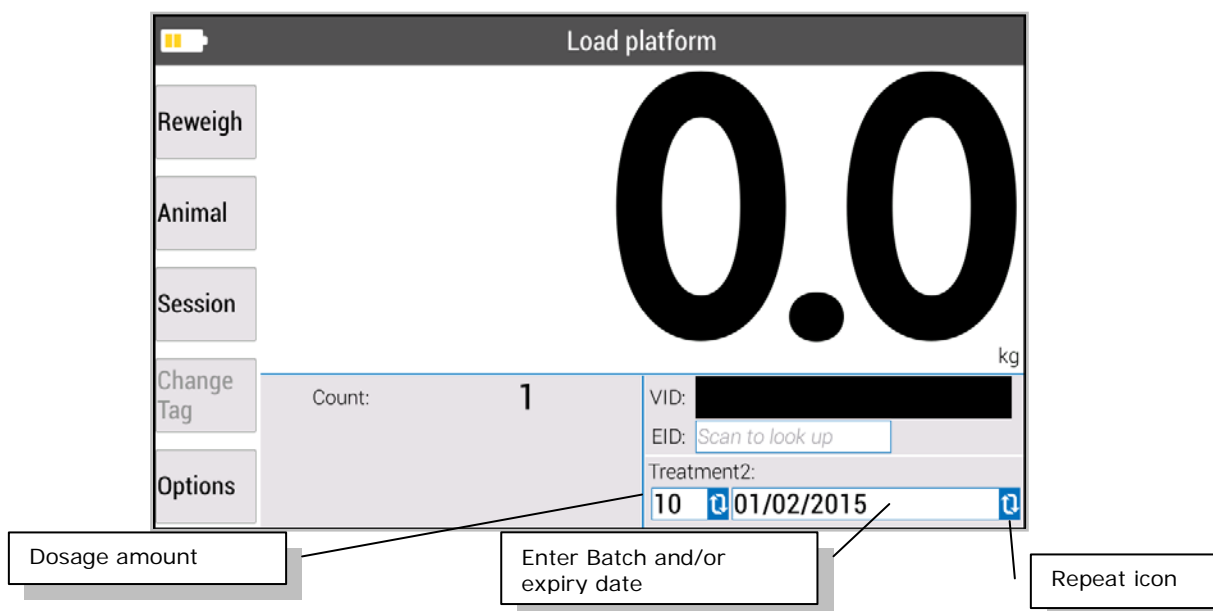 Load platform
Reweigh
0.0
kg
Animal
Session
Change
Tag
Options
Count: 1
VID:
EID: Scan to look up
Treatment2:
10 01/02/2015
Dosage amount
Enter Batch and/or
expiry date
Repeat icon